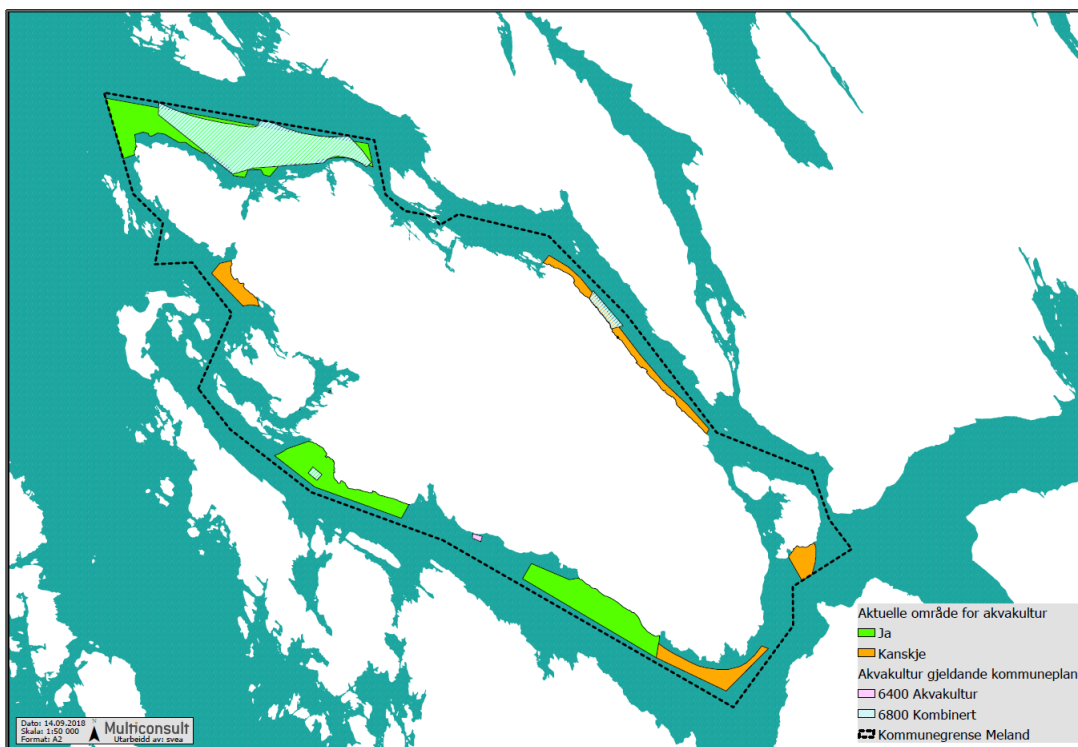 Aktuelle område for akvakultur
Ja
Kanskje
Akvakultur gjeldande kommuneplan
6400 Akvakultur
6800 Kombinert
Kommunegrense Meland
Dato: 14.09.2018
Skala: 1:50 000
Format: A2
N
Multiconsult
Utarbeidd av: svea